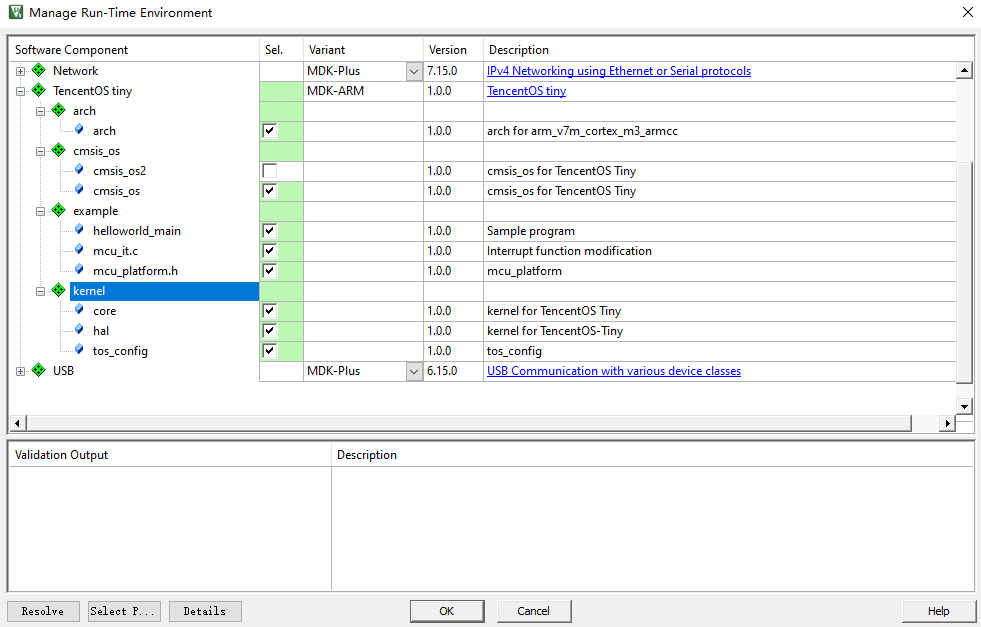 Manage Run-Time Environment
Software Component Sel. Variant Version Description
Network MDK-Plus 7.15.0 IPv4 Networking using Ethernet or Serial protocols
TencentOS tiny MDK-ARM 1.0.0 TencentOS tiny
arch
arch 1.0.0 arch for arm_v7m_cortex_m3_armcc
cmsis_os
cmsis_os2 1.0.0 cmsis_os for TencentOS Tiny
cmsis_os 1.0.0 cmsis_os for TencentOS Tiny
example
helloworld_main 1.0.0 Sample program
mcu_it.c 1.0.0 Interrupt function modification
mcu_platform.h 1.0.0 mcu_platform
kernel
core 1.0.0 kernel for TencentOS Tiny
hal 1.0.0 kernel for TencentOS-Tiny
tos_config 1.0.0 tos_config
USB MDK-Plus 6.15.0 USB Communication with various device classes
Validation Output Description
Resolve Select P... Details OK Cancel Help